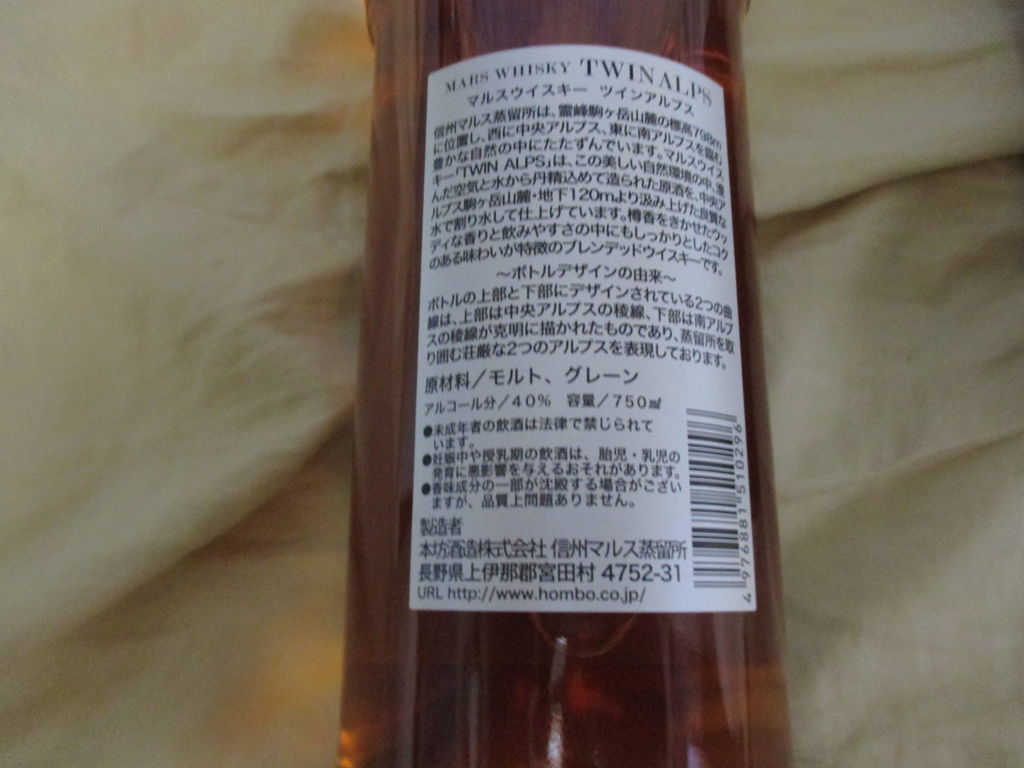 MARS WHISKY TWIN ALPS
マルスウイスキー ツインアルプス
信州マルス蒸留所は、霊峰駒ヶ岳山麓の標高798m
に位置し、西に中央アルプス、東に南アルプスを臨む
豊かな自然の中にたたずんでいます。マルスウイス
キー「TWIN ALPS」は、この美しい自然環境の中、澄
んだ空気と水から丹精込めて造られた原酒を、中央ア
ルプス駒ヶ岳山麓・地下120mより汲み上げた良質な
水で割り水して仕上げています。樽香をきかせたウッ
ディな香りと飲みやすさの中にもしっかりとしたコク
のある味わいが特徴のブレンデッドウイスキーです。
～ボトルデザインの由来～
ボトルの上部と下部にデザインされている2つの曲
線は、上部は中央アルプスの稜線、下部は南アルプ
スの稜線が克明に描かれたものであり、蒸留所を取
り囲む荘厳な2つのアルプスを表現しております。
原材料／モルト、グレーン
アルコール分／40% 容量／750㎖
●未成年者の飲酒は法律で禁じられて
います。
●妊娠中や授乳期の飲酒は、胎児・乳児の
発育に悪影響を与えるおそれがあります。
●香味成分の一部が沈殿する場合がござい
ますが、品質上問題ありません。
製造者
本坊酒造株式会社 信州マルス蒸留所
長野県上伊那郡宮田村 4752-31
URL http://www.hombo.co.jp/
4 976881 510296